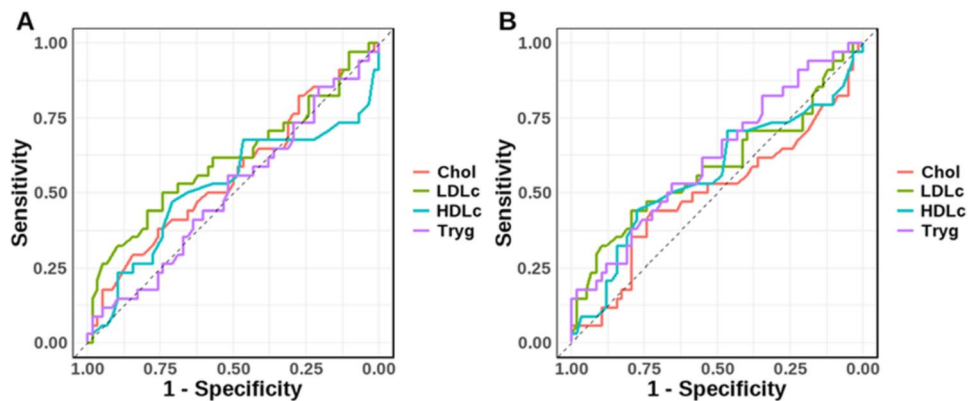 A
B
Sensitivity
1.00
0.75
0.50
0.25
0.00
1.00 0.75 0.50 0.25 0.00
1 - Specificity
Chol
LDLc
HDLc
Tryg
Sensitivity
1.00
0.75
0.50
0.25
0.00
1.00 0.75 0.50 0.25 0.00
1 - Specificity
Chol
LDLc
HDLc
Tryg